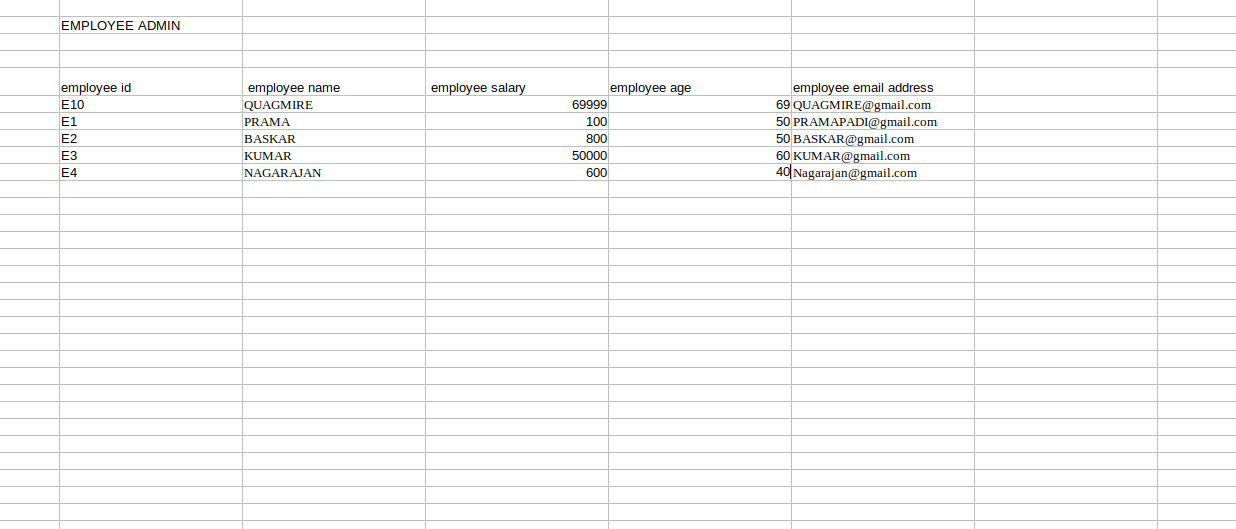 EMPLOYEE ADMIN
employee id employee name employee salary employee age employee email address
E10 QUAGMIRE 69999 69 QUAGMIRE@gmail.com
E1 PRAMA 100 50 PRAMAPADI@gmail.com
E2 BASKAR 800 50 BASKAR@gmail.com
E3 KUMAR 50000 60 KUMAR@gmail.com
E4 NAGARAJAN 600 40 Nagarajan@gmail.com